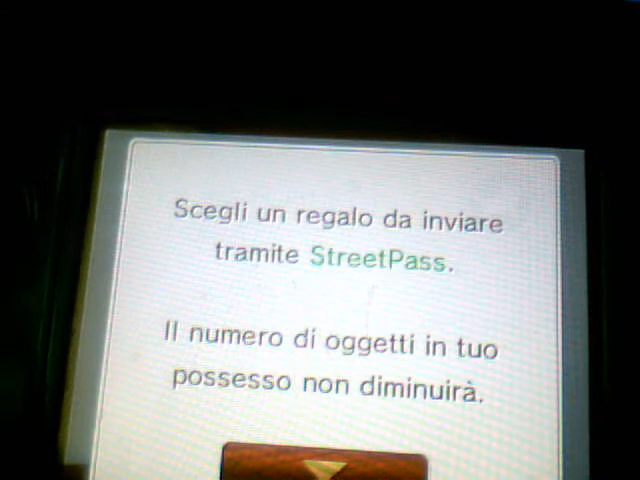 Scegli un regalo da inviare
tramite StreetPass.
Il numero di oggetti in tuo
possesso non diminuirà.